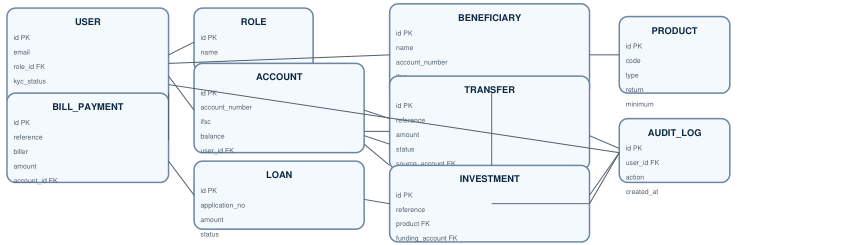 USER
id PK
email
role_id FK
kyc_status
BILL_PAYMENT
id PK
reference
biller
amount
account_id FK
ROLE
id PK
name
ACCOUNT
id PK
account_number
ifsc
balance
user_id FK
LOAN
id PK
application_no
amount
status
BENEFICIARY
id PK
name
account_number
TRANSFER
id PK
reference
amount
status
source_account FK
INVESTMENT
id PK
reference
product FK
funding_account FK
PRODUCT
id PK
code
type
return
minimum
AUDIT_LOG
id PK
user_id FK
action
created_at